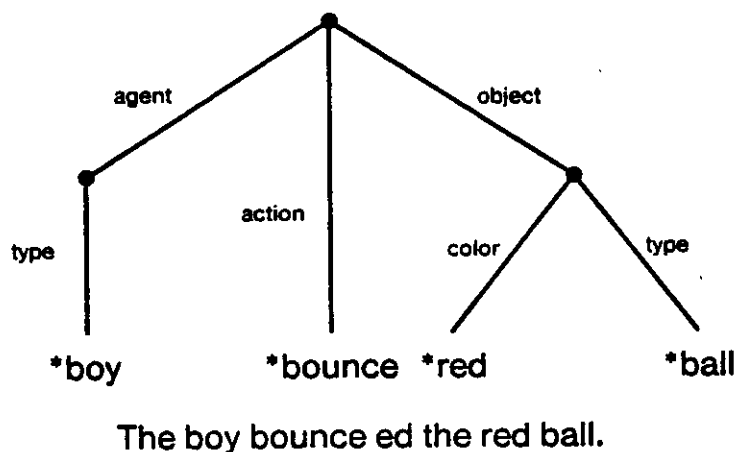 agent
object
action
type
color
type
*boy
*bounce
*red
*ball
The boy bounce ed the red ball.